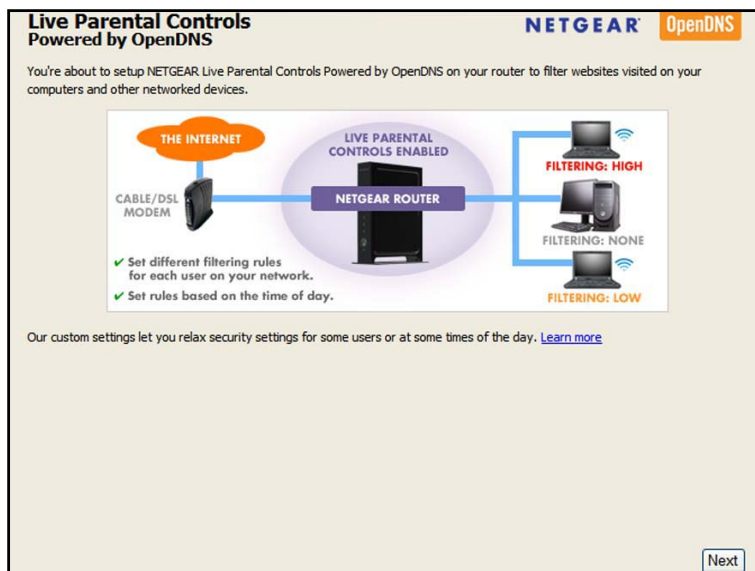 Live Parental Controls
Powered by OpenDNS
NETGEAR
OpenDNS
You're about to setup NETGEAR Live Parental Controls Powered by OpenDNS on your router to filter websites visited on your
computers and other networked devices.
THE INTERNET
CABLE/DSL
MODEM
LIVE PARENTAL
CONTROLS ENABLED
NETGEAR ROUTER
FILTERING: HIGH
FILTERING: NONE
FILTERING: LOW
✔ Set different filtering rules
for each user on your network.
✔ Set rules based on the time of day.
Our custom settings let you relax security settings for some users or at some times of the day. Learn more
Next